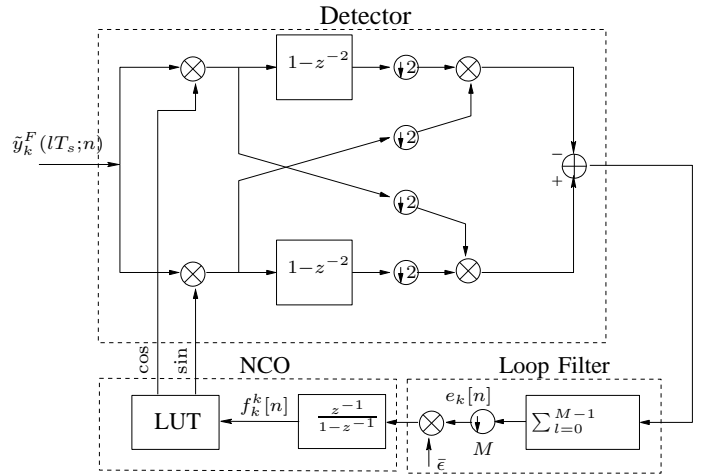 Detector
1−z^{−2}
↓2
↓2
ỹ_k^F(lT_s;n)
−
+
↓2
1−z^{−2}
↓2
cos
sin
NCO
Loop Filter
LUT
f_k^k[n]
z^{−1}
1−z^{−1}
e_k[n]
↓
M
ε̄
∑_{l=0}^{M−1}